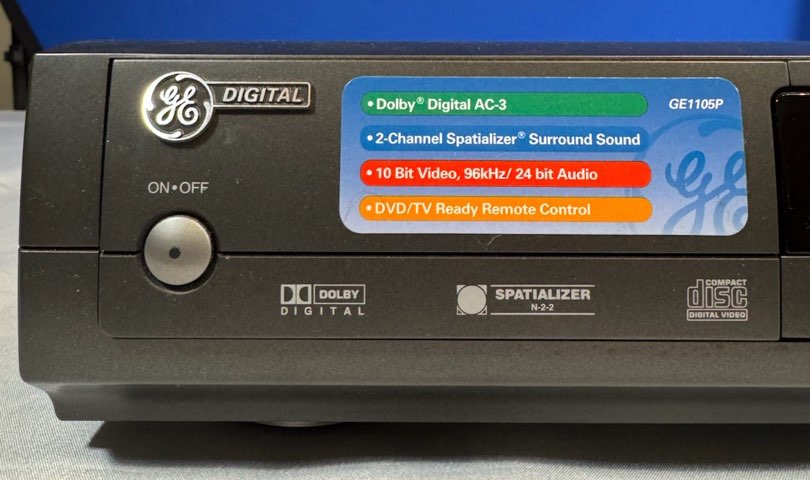 GE DIGITAL
• Dolby® Digital AC-3
GE1105P
• 2-Channel Spatializer® Surround Sound
• 10 Bit Video, 96kHz/ 24 bit Audio
• DVD/TV Ready Remote Control
GE
ON•OFF
DOLBY
DIGITAL
SPATIALIZER
N-2-2
COMPACT
disc
DIGITAL VIDEO